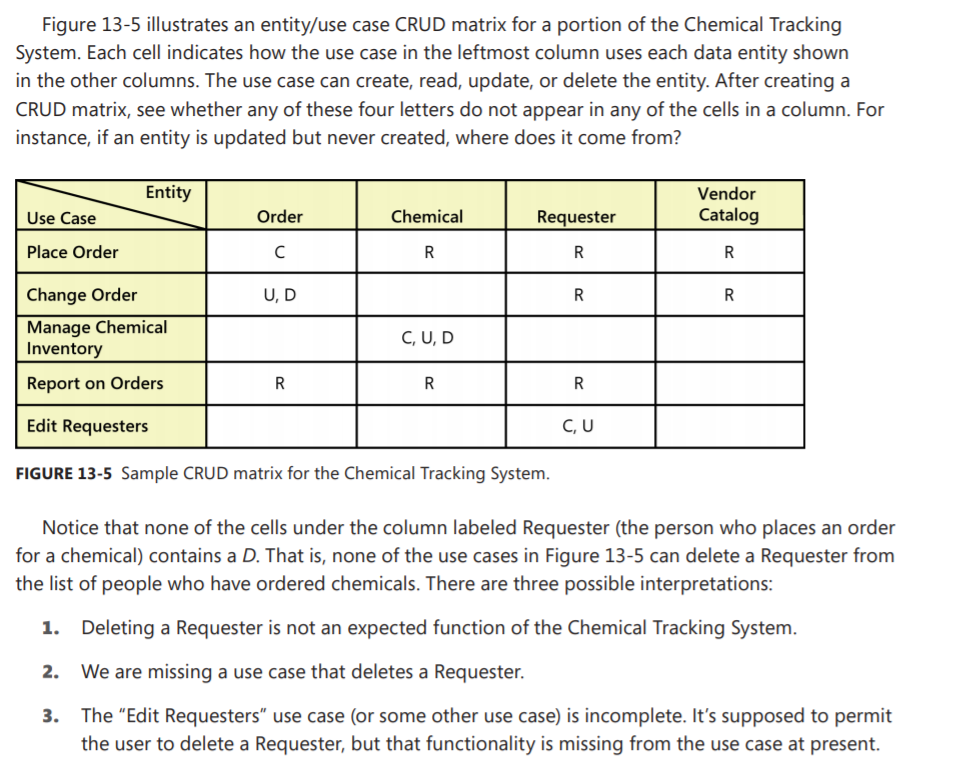 Figure 13-5 illustrates an entity/use case CRUD matrix for a portion of the Chemical Tracking
System. Each cell indicates how the use case in the leftmost column uses each data entity shown
in the other columns. The use case can create, read, update, or delete the entity. After creating a
CRUD matrix, see whether any of these four letters do not appear in any of the cells in a column. For
instance, if an entity is updated but never created, where does it come from?
Entity
Use Case
Order
Chemical
Requester
Vendor
Catalog
Place Order
C
R
R
R
Change Order
U, D
R
R
Manage Chemical
Inventory
C, U, D
Report on Orders
R
R
R
Edit Requesters
C, U
FIGURE 13-5 Sample CRUD matrix for the Chemical Tracking System.
Notice that none of the cells under the column labeled Requester (the person who places an order
for a chemical) contains a D. That is, none of the use cases in Figure 13-5 can delete a Requester from
the list of people who have ordered chemicals. There are three possible interpretations:
1. Deleting a Requester is not an expected function of the Chemical Tracking System.
2. We are missing a use case that deletes a Requester.
3. The “Edit Requesters” use case (or some other use case) is incomplete. It’s supposed to permit
the user to delete a Requester, but that functionality is missing from the use case at present.